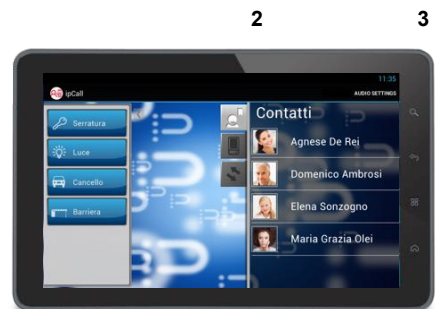 2 3
11:35
ipCall
AUDIO SETTINGS
Serratura
Luce
Cancello
Barriera
Contatti
Agnese De Rei
Domenico Ambrosi
Elena Sonzogno
Maria Grazia Olei